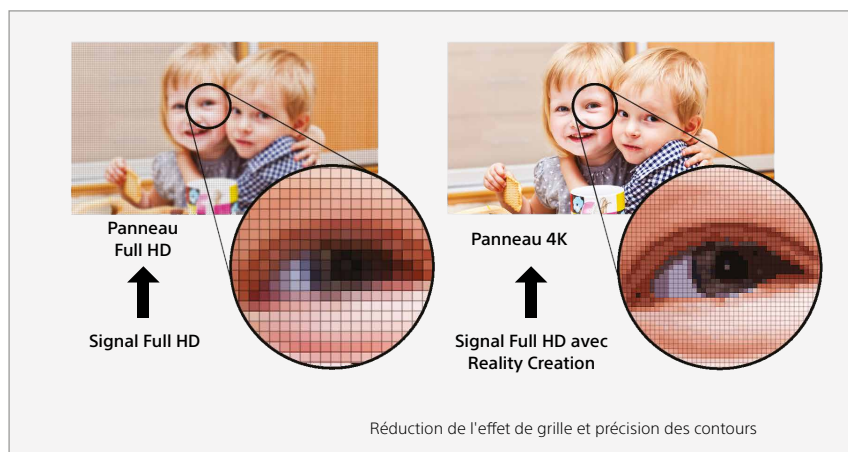 Panneau
Full HD
Signal Full HD
Panneau 4K
Signal Full HD avec
Reality Creation
Réduction de l'effet de grille et précision des contours